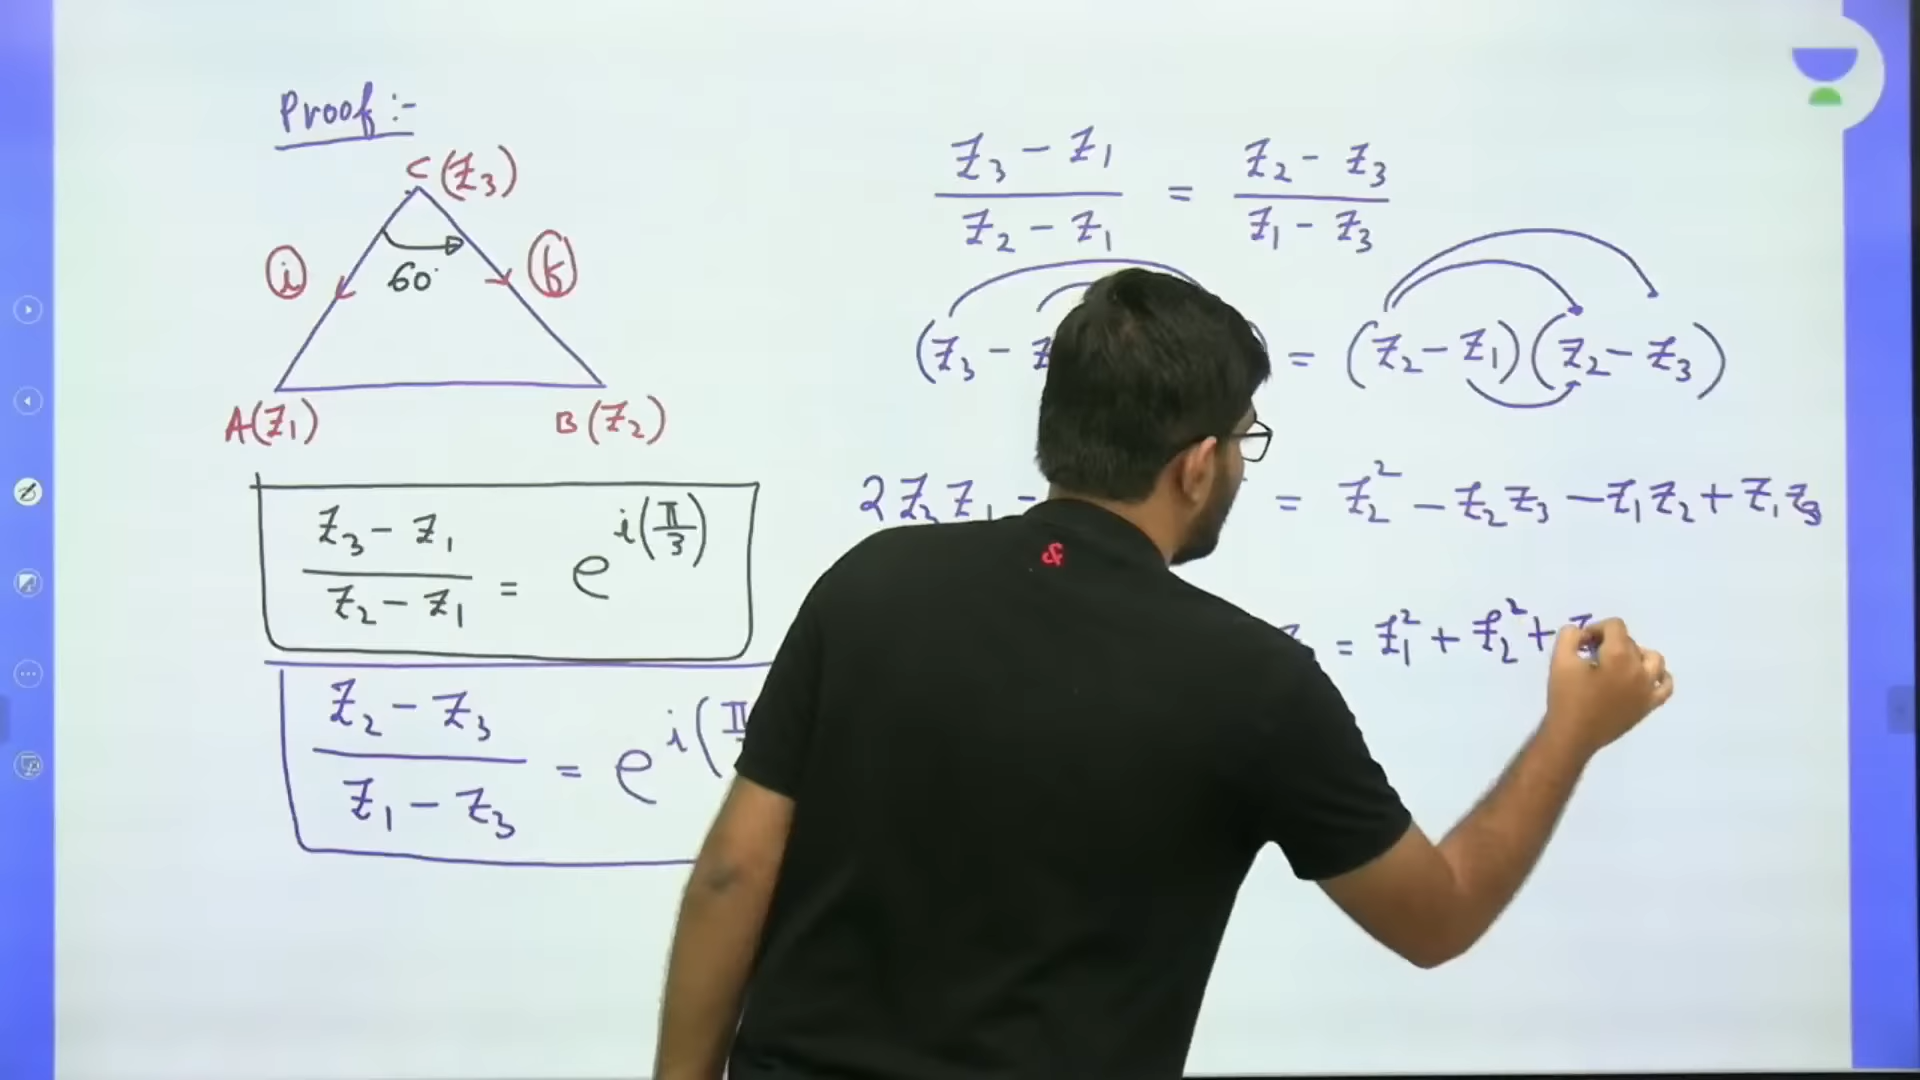 Proof :-
C (Z₃)
i
60°
f
A(Z₁)
B (Z₂)
(Z₃ - Z₁)/(Z₂ - Z₁) = e^{i(π/3)}
(Z₂ - Z₃)/(Z₁ - Z₃) = e^{i(π
(Z₃ - Z₁)/(Z₂ - Z₁) = (Z₂ - Z₃)/(Z₁ - Z₃)
(Z₃ - = (Z₂ - Z₁)(Z₂ - Z₃)
2Z₃Z₁ - = Z₂² - Z₂Z₃ - Z₁Z₂ + Z₁Z₃
= Z₁² + Z₂² +